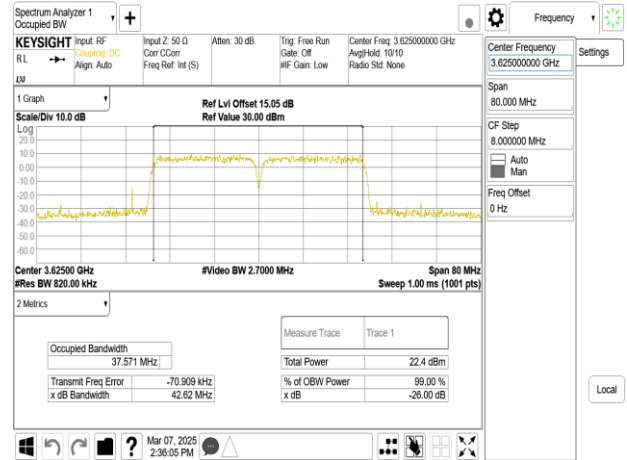 Spectrum Analyzer 1
Occupied BW
Frequency
KEYSIGHT
RL
LXI
Input: RF
Coupling: DC
Align: Auto
Input Z: 50 Ω
Corr CCorr
Freq Ref: Int (S)
Atten: 30 dB
Trig: Free Run
Gate: Off
#IF Gain: Low
Center Freq: 3.625000000 GHz
Avg|Hold: 10/10
Radio Std: None
Center Frequency
3.625000000 GHz
Settings
Span
80.000 MHz
CF Step
8.000000 MHz
Auto
Man
Freq Offset
0 Hz
Local
1 Graph
Scale/Div 10.0 dB
Ref Lvl Offset 15.05 dB
Ref Value 30.00 dBm
Log
20.0
10.0
0.00
-10.0
-20.0
-30.0
-40.0
-50.0
-60.0
Center 3.62500 GHz
#Video BW 2.7000 MHz
Span 80 MHz
#Res BW 820.00 kHz
Sweep 1.00 ms (1001 pts)
2 Metrics
Measure Trace Trace 1
Occupied Bandwidth
37.571 MHz
Total Power 22.4 dBm
Transmit Freq Error -70.909 kHz
% of OBW Power 99.00 %
x dB Bandwidth 42.62 MHz
x dB -26.00 dB
Mar 07, 2025
2:36:05 PM